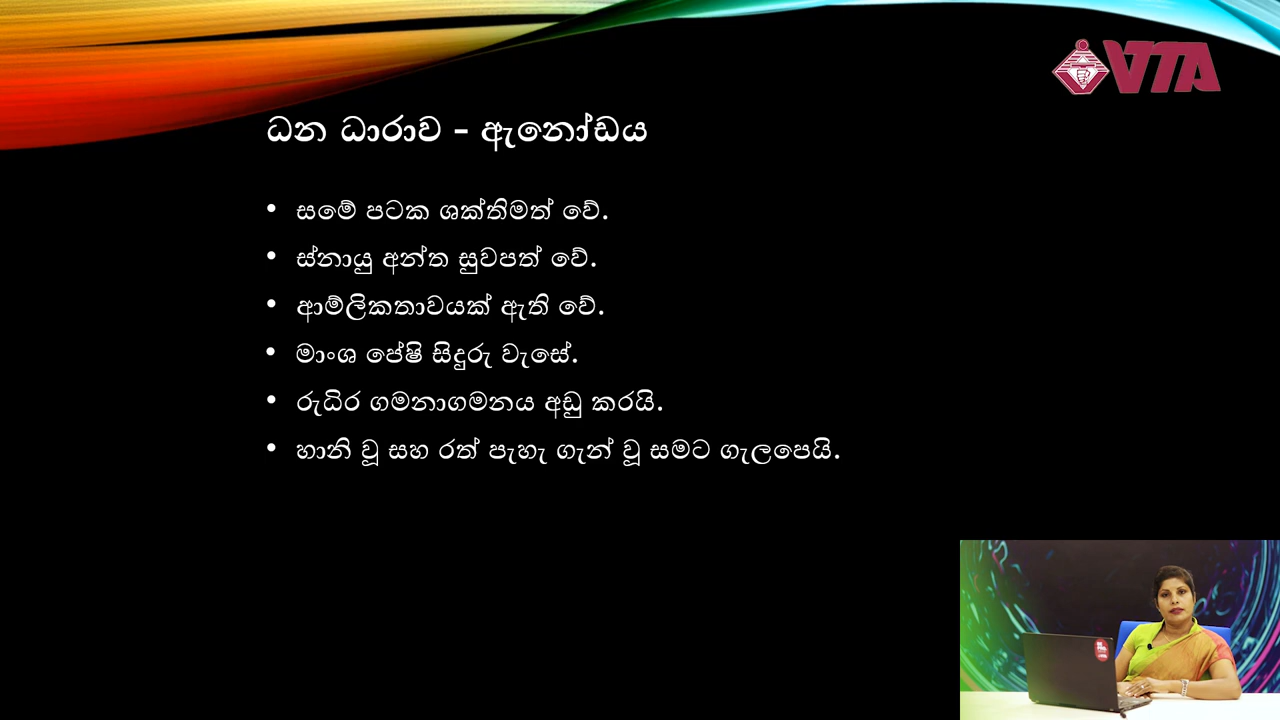 VTA
ධන ධාරාව – ඇනෝඩය
• සමේ පටක ශක්තිමත් වේ.
• ස්නායු අන්ත සුවපත් වේ.
• ආම්ලිකතාවයක් ඇති වේ.
• මාංශ පේෂි සිදුරු වැසේ.
• රුධිර ගමනාගමනය අඩු කරයි.
• හානි වූ සහ රත් පැහැ ගැන් වූ සමට ගැලපෙයි.